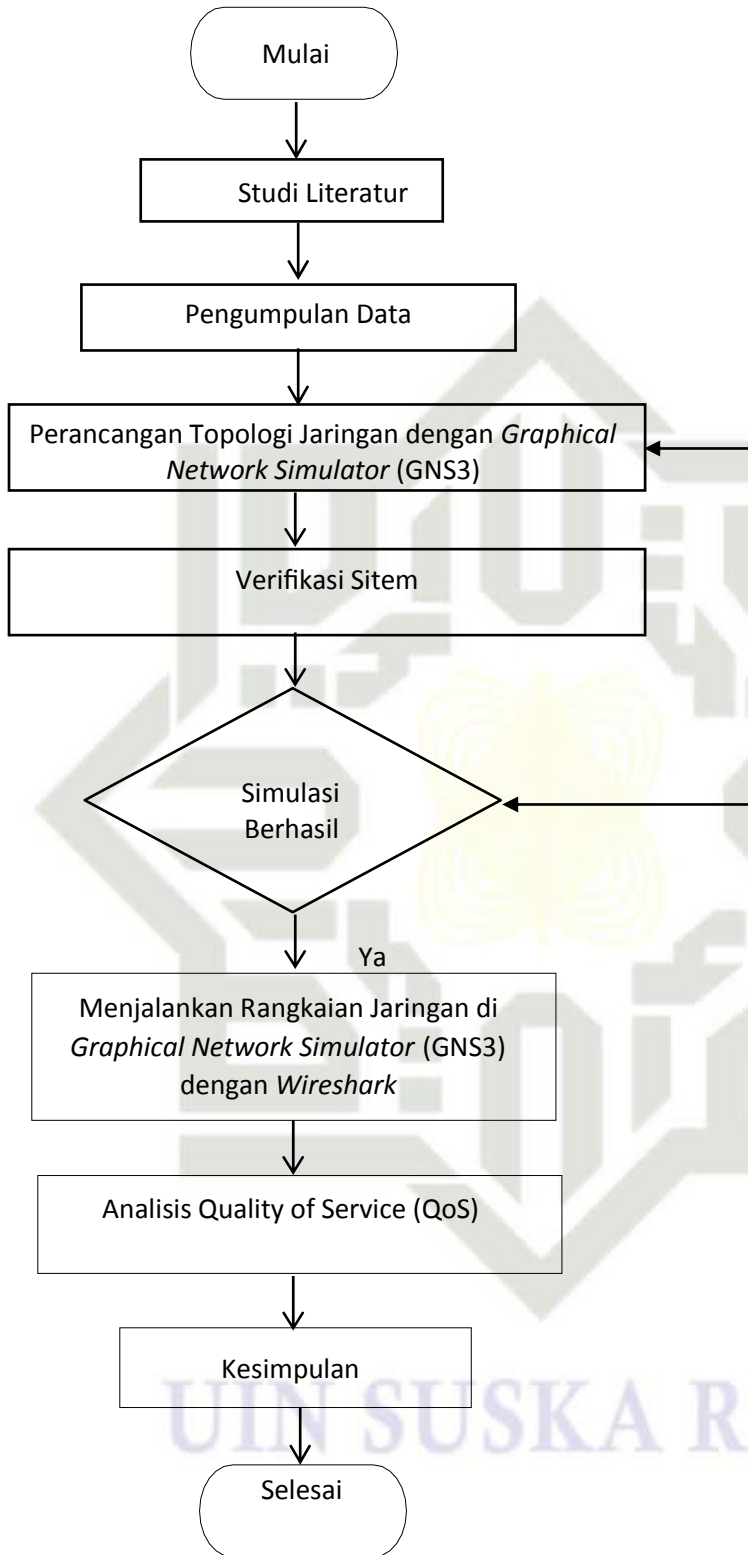 Mulai
Studi Literatur
Pengumpulan Data
Perancangan Topologi Jaringan dengan Graphical
Network Simulator (GNS3)
Verifikasi Sitem
Simulasi
Berhasil
Ya
Menjalankan Rangkaian Jaringan di
Graphical Network Simulator (GNS3)
dengan Wireshark
Analisis Quality of Service (QoS)
Kesimpulan
UIN SUSKA R
Selesai